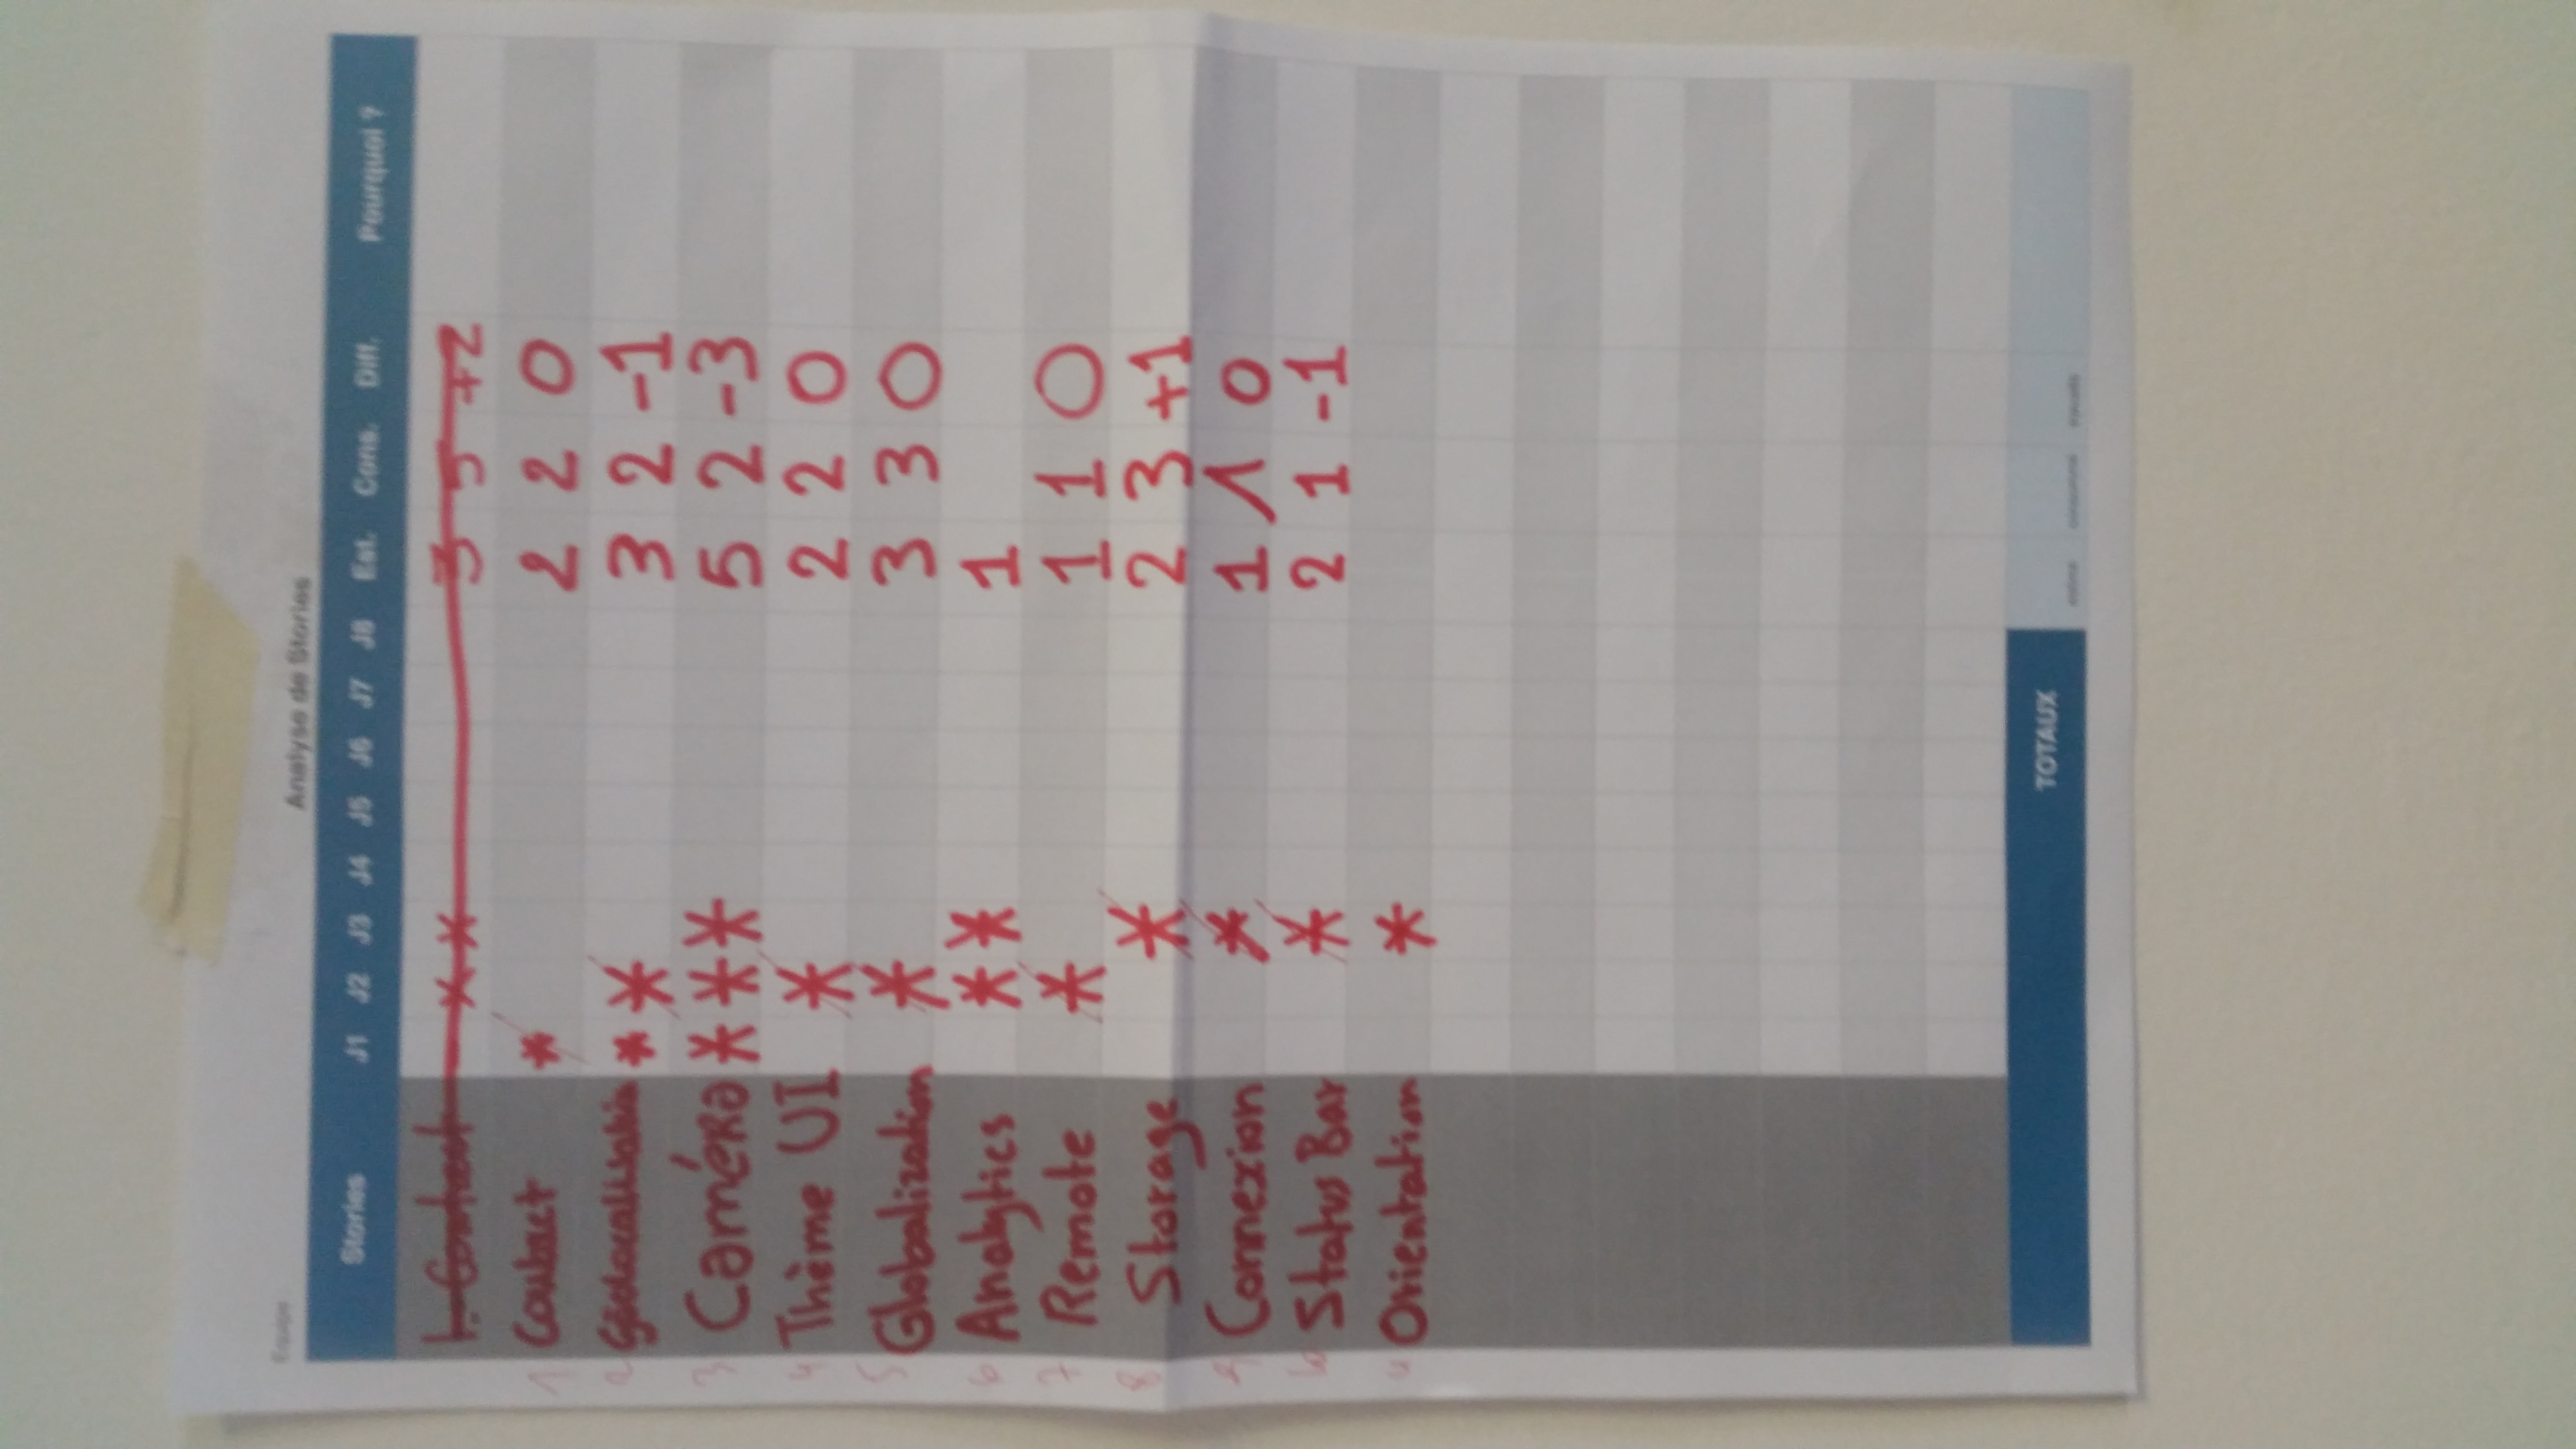 Equipe
Analyse de Stories
Stories J1 J2 J3 J4 J5 J6 J7 J8 Est. Cons. Diff. Pourquoi ?
1. Contact X X 3 5 +2
1 Contact * 2 2 0
2 Géolocalisation * * 3 2 -1
3 Caméra * * * 5 2 -3
4 Thème UI * 2 2 0
5 Globalization * 3 3 0
6 Analytics * * 1
7 Remote * 1 1 0
8 Storage * 2 3 +1
9 Connexion * 1 1 0
10 Status Bar * 2 1 -1
11 Orientation *
TOTAUX
estimé consommé travaillé